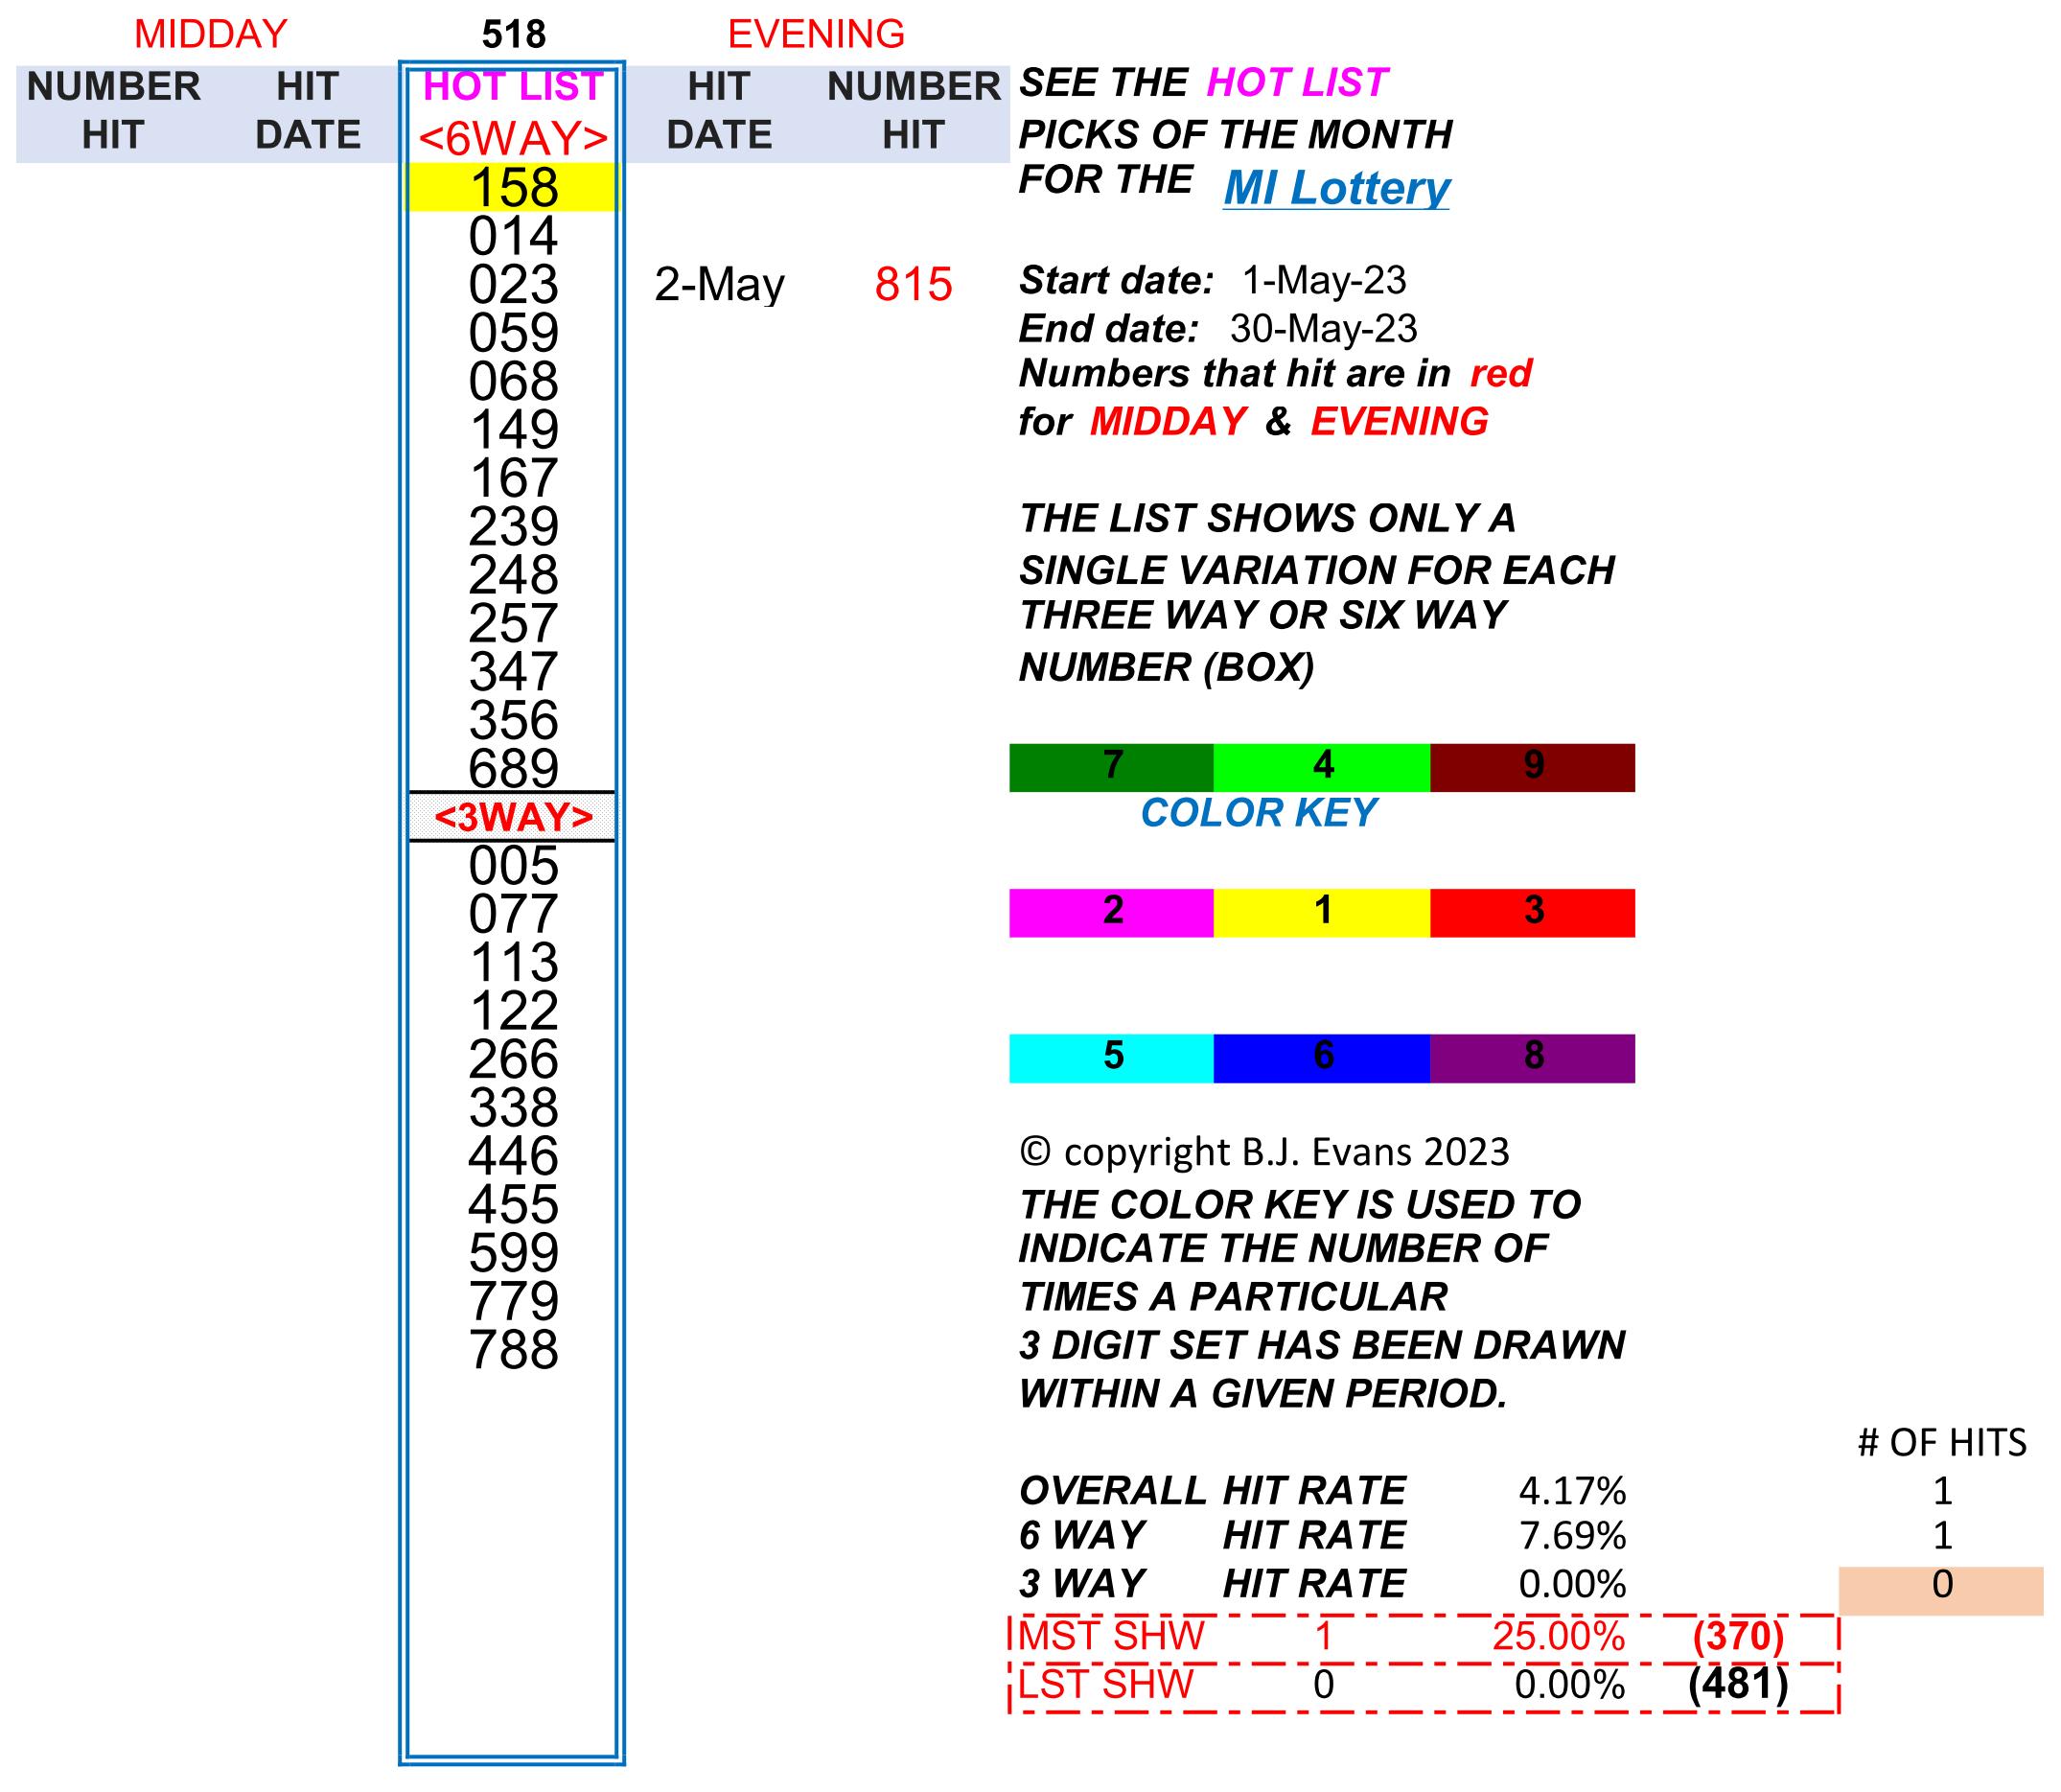 MIDDAY 518 EVENING
NUMBER HIT HOT LIST HIT NUMBER
HIT DATE <6WAY> DATE HIT
158
014
023 2-May 815
059
068
149
167
239
248
257
347
356
689
<3WAY>
005
077
113
122
266
338
446
455
599
779
788
SEE THE HOT LIST
PICKS OF THE MONTH
FOR THE MI Lottery
Start date: 1-May-23
End date: 30-May-23
Numbers that hit are in red
for MIDDAY & EVENING
THE LIST SHOWS ONLY A
SINGLE VARIATION FOR EACH
THREE WAY OR SIX WAY
NUMBER (BOX)
7 4 9
COLOR KEY
2 1 3
5 6 8
© copyright B.J. Evans 2023
THE COLOR KEY IS USED TO
INDICATE THE NUMBER OF
TIMES A PARTICULAR
3 DIGIT SET HAS BEEN DRAWN
WITHIN A GIVEN PERIOD.
# OF HITS
OVERALL HIT RATE 4.17% 1
6 WAY HIT RATE 7.69% 1
3 WAY HIT RATE 0.00% 0
MST SHW 1 25.00% (370)
LST SHW 0 0.00% (481)